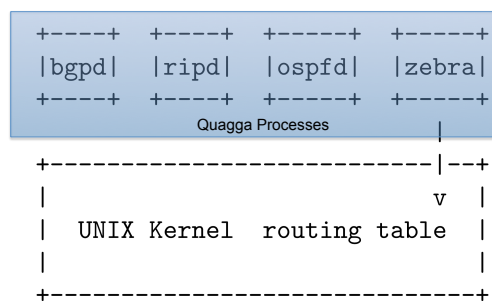 +----+ +----+ +-----+ +-----+
|bgpd| |ripd| |ospfd| |zebra|
+----+ +----+ +-----+ +-----+
Quagga Processes |
+---------------------------|--+
| v |
| UNIX Kernel routing table |
| |
+------------------------------+